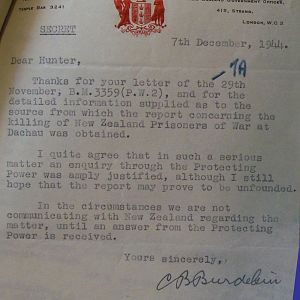 TEMPLE BAR 3241
GOVERNMENT OFFICES,
415, STRAND,
LONDON, W.C.2
SECRET
7th December, 1944.
Dear Hunter,
1A
Thanks for your letter of the 29th
November, B.M.3359(P.W.2), and for the
detailed information supplied as to the
source from which the report concerning the
killing of New Zealand Prisoners of War at
Dachau was obtained.
I quite agree that in such a serious
matter an enquiry through the Protecting
Power was amply justified, although I still
hope that the report may prove to be unfounded.
In the circumstances we are not
communicating with New Zealand regarding the
matter, until an answer from the Protecting
Power is received.
Yours sincerely,
C B Burdekin